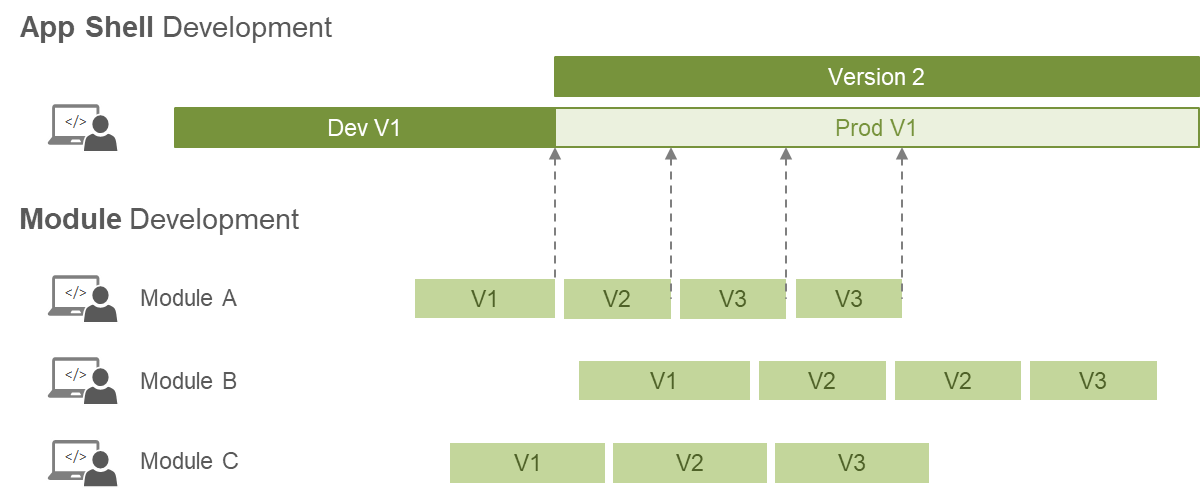 App Shell Development
Version 2
</> Dev V1 Prod V1
Module Development
</> Module A V1 V2 V3 V3
</> Module B V1 V2 V2 V3
</> Module C V1 V2 V3